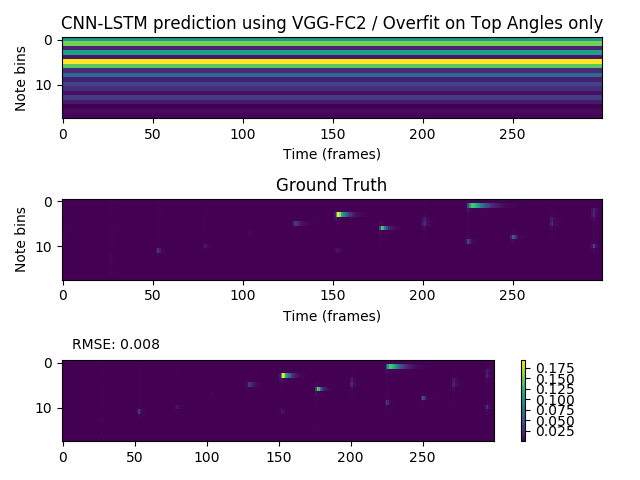 CNN-LSTM prediction using VGG-FC2 / Overfit on Top Angles only
0
10
Note bins
0 50 100 150 200 250
Time (frames)
Ground Truth
0
10
Note bins
0 50 100 150 200 250
Time (frames)
RMSE: 0.008
0
10
0 50 100 150 200 250
0.175
0.150
0.125
0.100
0.075
0.050
0.025